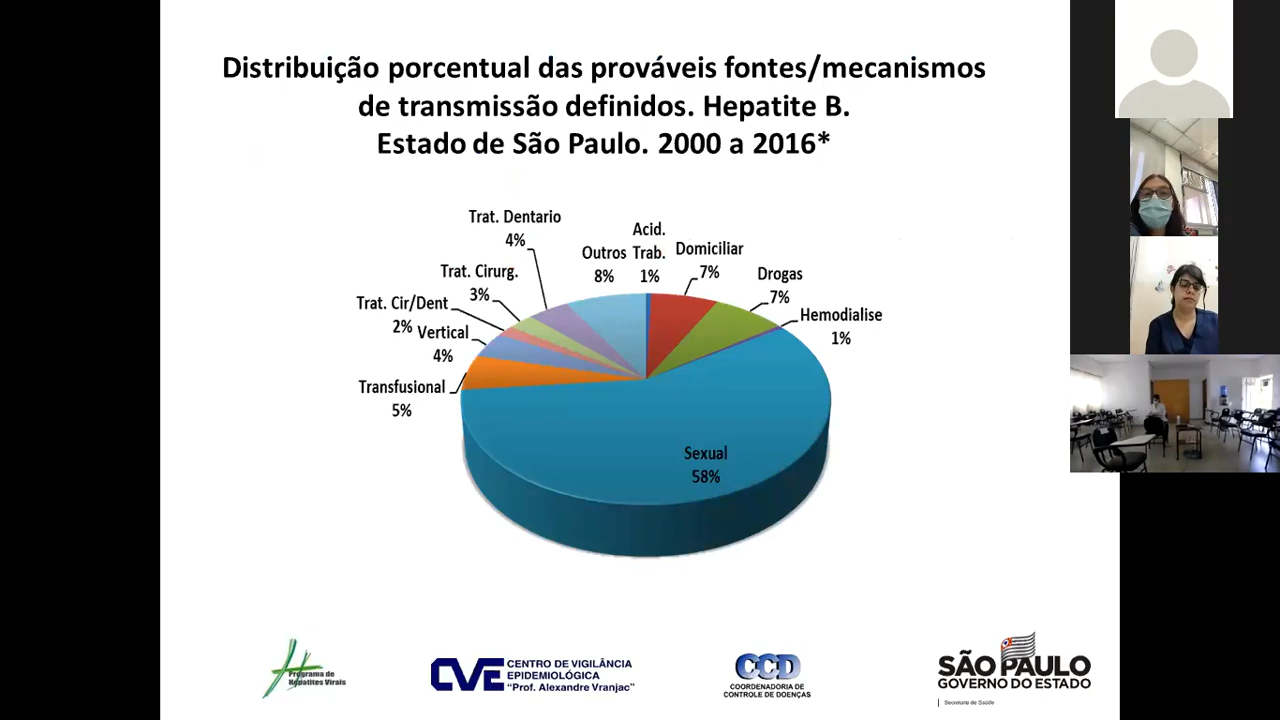 Distribuição porcentual das prováveis fontes/mecanismos
de transmissão definidos. Hepatite B.
Estado de São Paulo. 2000 a 2016*
Trat. Dentario
4%
Outros
8%
Acid.
Trab.
1%
Domiciliar
7%
Drogas
7%
Hemodialise
1%
Trat. Cirurg.
3%
Trat. Cir/Dent
2%
Vertical
4%
Transfusional
5%
Sexual
58%
Programa de
Hepatites Virais
CVE
CENTRO DE VIGILÂNCIA
EPIDEMIOLÓGICA
“Prof. Alexandre Vranjac”
CCD
COORDENADORIA DE
CONTROLE DE DOENÇAS
SÃO PAULO
GOVERNO DO ESTADO
Secretaria de Saúde